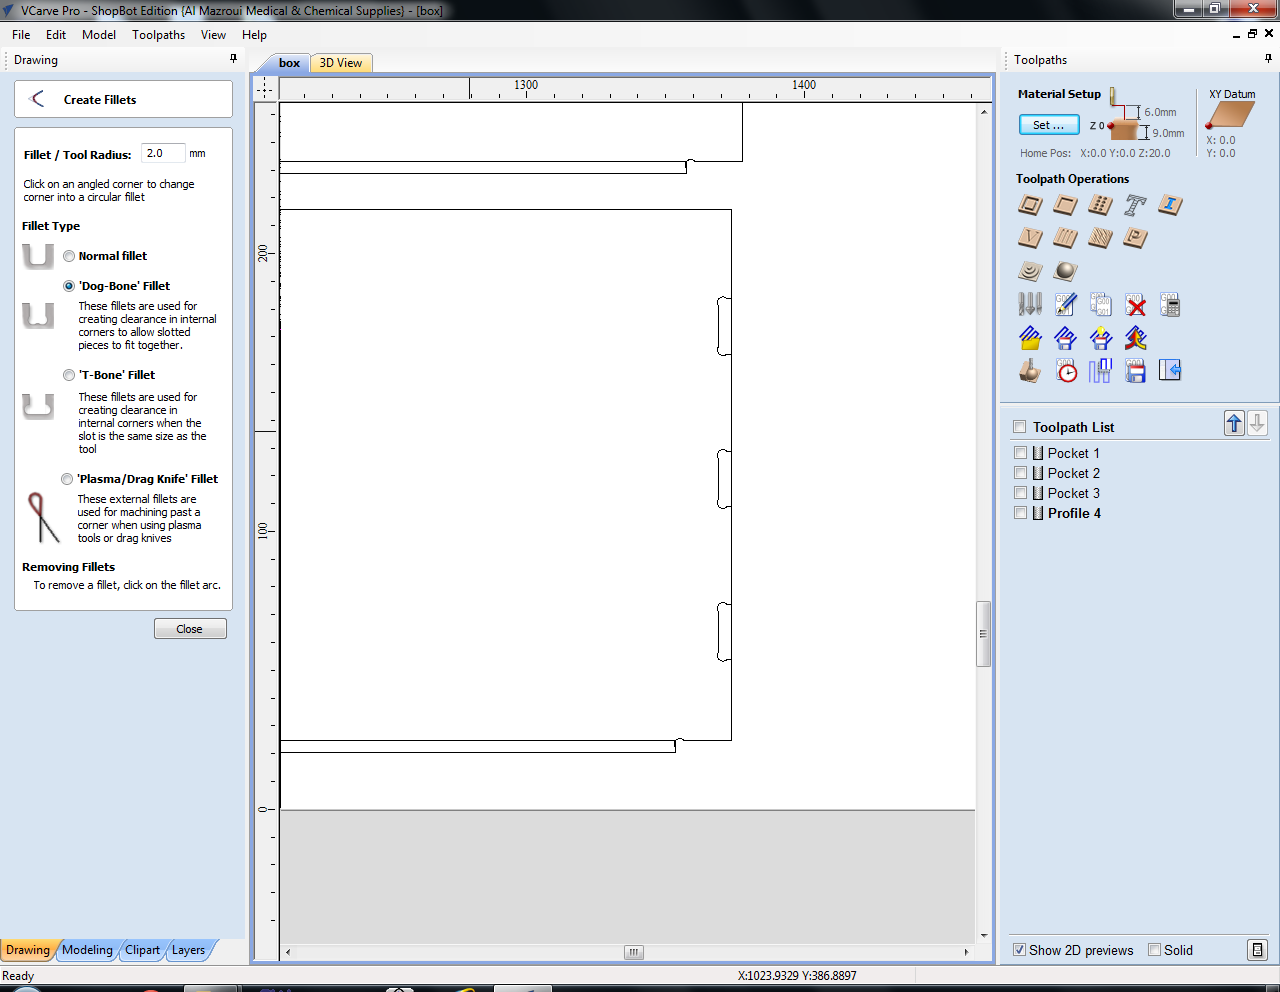 VCarve Pro - ShopBot Edition {Al Mazroui Medical & Chemical Supplies} - [box]
File Edit Model Toolpaths View Help
Drawing
Create Fillets
Fillet / Tool Radius: 2.0 mm
Click on an angled corner to change
corner into a circular fillet
Fillet Type
Normal fillet
'Dog-Bone' Fillet
These fillets are used for
creating clearance in internal
corners to allow slotted
pieces to fit together.
'T-Bone' Fillet
These fillets are used for
creating clearance in
internal corners when the
slot is the same size as the
tool
'Plasma/Drag Knife' Fillet
These external fillets are
used for machining past a
corner when using plasma
tools or drag knives
Removing Fillets
To remove a fillet, click on the fillet arc.
Close
Drawing Modeling Clipart Layers
Ready
box 3D View
1300 1400
200
100
0
X:1023.9329 Y:386.8897
Toolpaths
Material Setup
Set ...
Z 0
6.0mm
9.0mm
XY Datum
X: 0.0
Y: 0.0
Home Pos: X:0.0 Y:0.0 Z:20.0
Toolpath Operations
Toolpath List
Pocket 1
Pocket 2
Pocket 3
Profile 4
Show 2D previews Solid